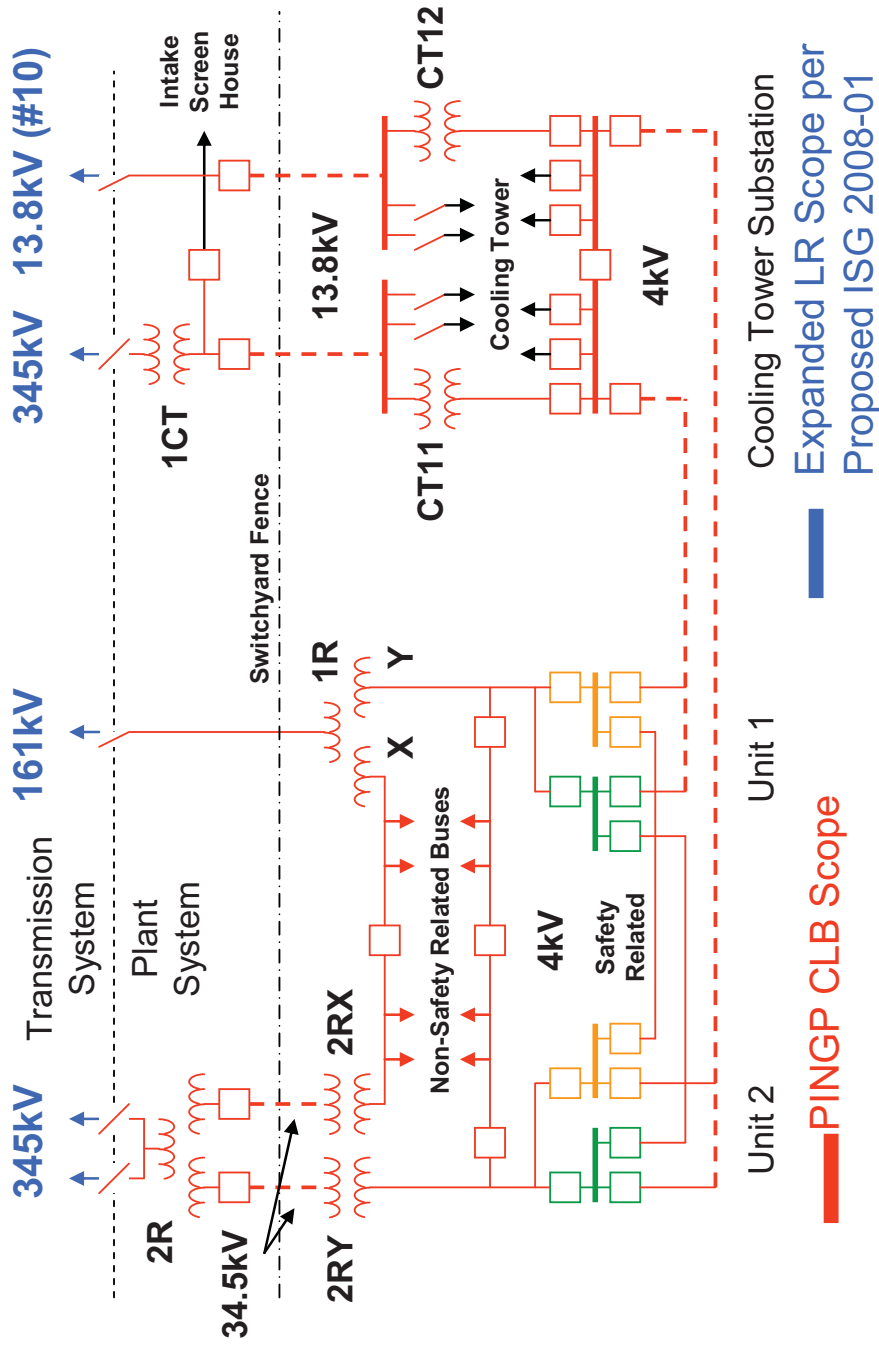 345kV
161kV
345kV
13.8kV (#10)
Transmission
System
Plant
System
Intake
Screen
House
2R
1CT
34.5kV
Switchyard Fence
2RY
2RX
1R
X
Y
13.8kV
CT11
CT12
Cooling Tower
Non-Safety Related Buses
4kV
Safety
Related
4kV
Unit 2
Unit 1
Cooling Tower Substation
PINGP CLB Scope
Expanded LR Scope per
Proposed ISG 2008-01